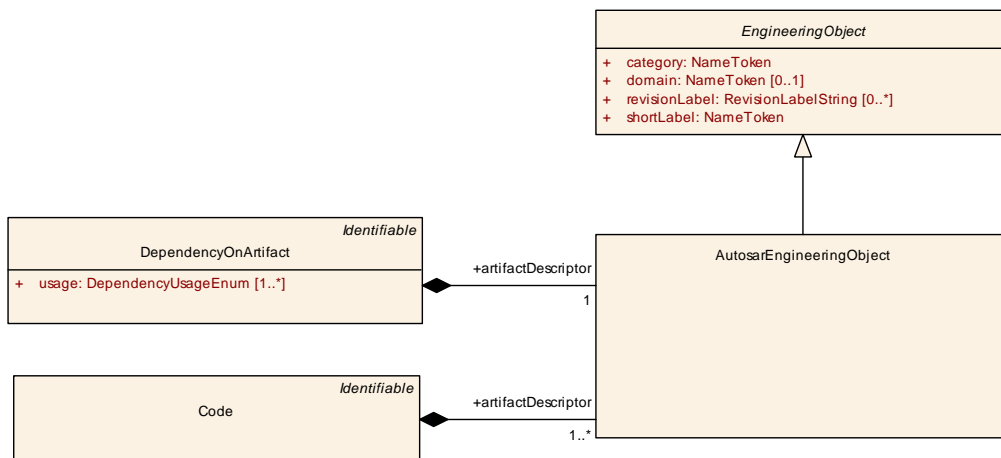 EngineeringObject
+ category: NameToken
+ domain: NameToken [0..1]
+ revisionLabel: RevisionLabelString [0..*]
+ shortLabel: NameToken
Identifiable
DependencyOnArtifact
+ usage: DependencyUsageEnum [1..*]
+artifactDescriptor
1
AutosarEngineeringObject
Identifiable
Code
+artifactDescriptor
1..*